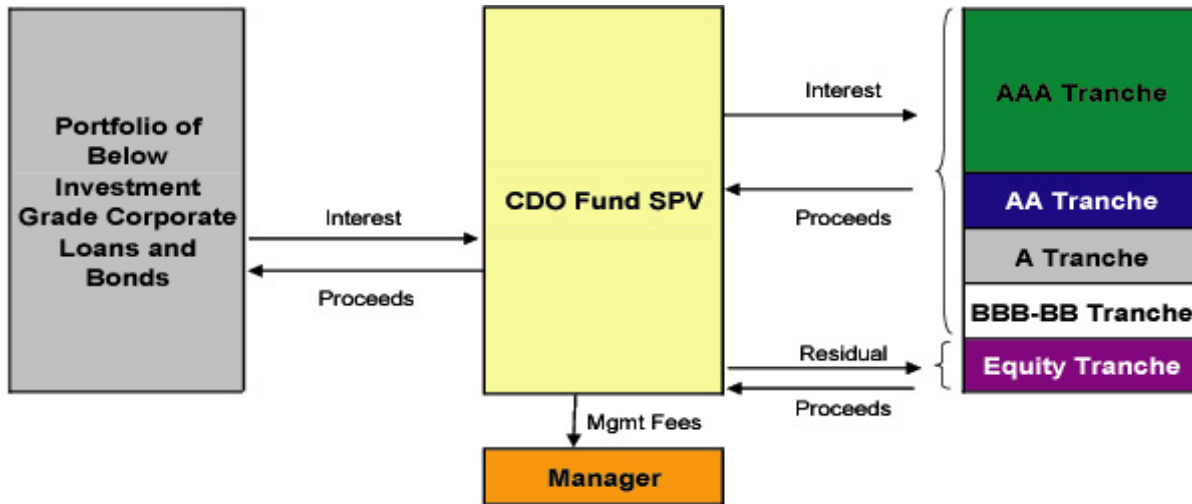 Portfolio of
Below
Investment
Grade Corporate
Loans and
Bonds
Interest
Proceeds
CDO Fund SPV
Mgmt Fees
Manager
Interest
Proceeds
Residual
Proceeds
AAA Tranche
AA Tranche
A Tranche
BBB-BB Tranche
Equity Tranche